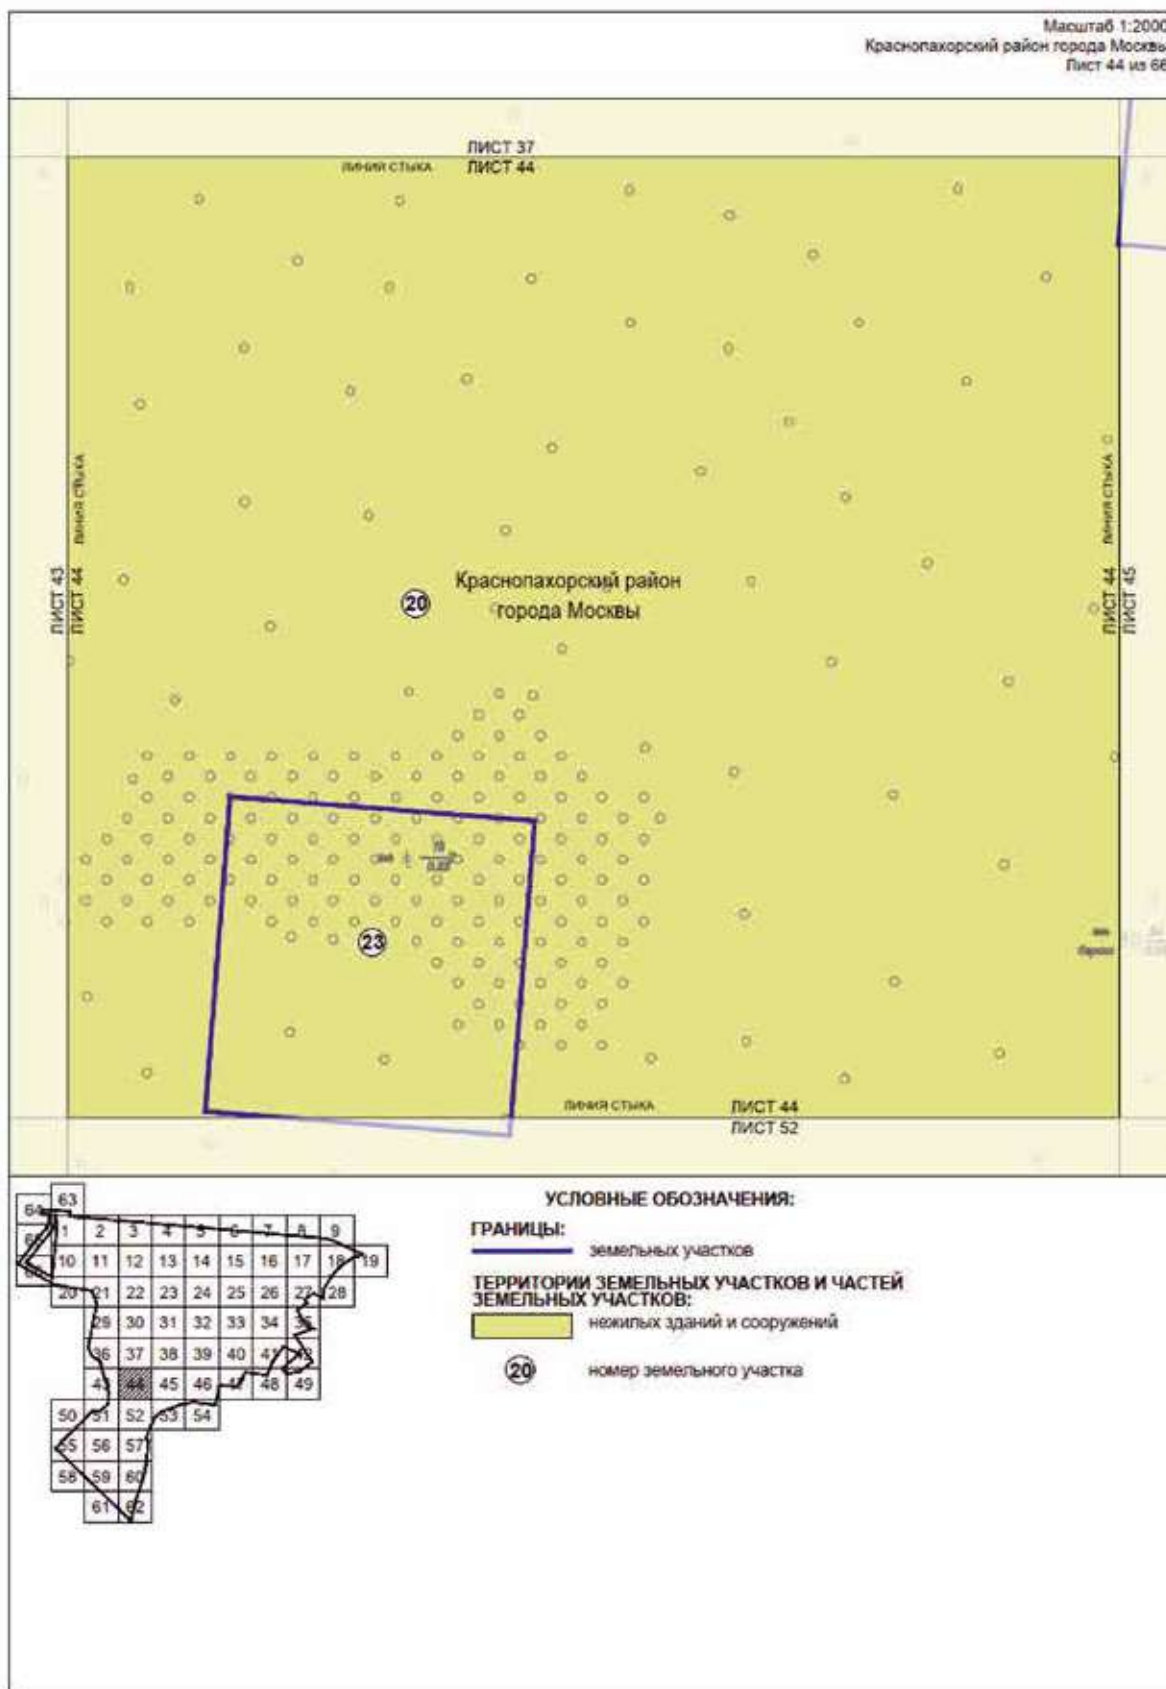 Масштаб 1:2000
Краснопахорский район города Москвы
Лист 44 из 66
ЛИСТ 37
ЛИНИЯ СТЫКА ЛИСТ 44
ЛИНИЯ СТЫКА
ЛИСТ 43
ЛИСТ 44
ЛИНИЯ СТЫКА
ЛИСТ 44
ЛИСТ 45
Краснопахорский район
20 города Москвы
23
ЛИНИЯ СТЫКА ЛИСТ 44
ЛИСТ 52
63
64
1 2 3 4 5 6 7 8 9
10 11 12 13 14 15 16 17 18 19
20 21 22 23 24 25 26 27 28
29 30 31 32 33 34 35
36 37 38 39 40 41 42
43 44 45 46 47 48 49
50 51 52 53 54
55 56 57
58 59 60
61 62
УСЛОВНЫЕ ОБОЗНАЧЕНИЯ:
ГРАНИЦЫ:
земельных участков
ТЕРРИТОРИИ ЗЕМЕЛЬНЫХ УЧАСТКОВ И ЧАСТЕЙ
ЗЕМЕЛЬНЫХ УЧАСТКОВ:
нежилых зданий и сооружений
20 номер земельного участка